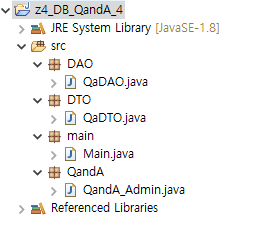 z4_DB_QandA_4
JRE System Library [JavaSE-1.8]
src
DAO
QaDAO.java
DTO
QaDTO.java
main
Main.java
QandA
QandA_Admin.java
Referenced Libraries